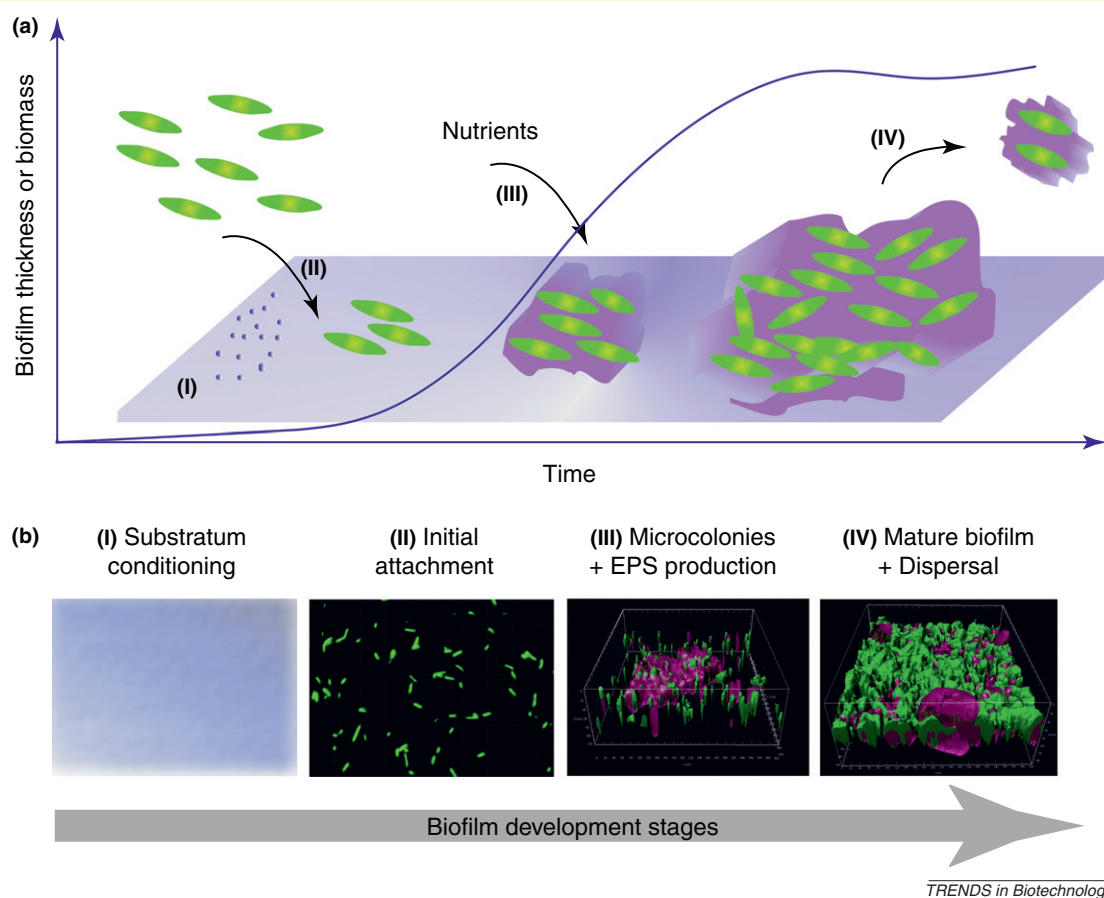 (a)
Biofilm thickness or biomass
Nutrients
(III)
(IV)
(II)
(I)
Time
(b)
(I) Substratum
conditioning
(II) Initial
attachment
(III) Microcolonies
+ EPS production
(IV) Mature biofilm
+ Dispersal
Biofilm development stages
TRENDS in Biotechnolog